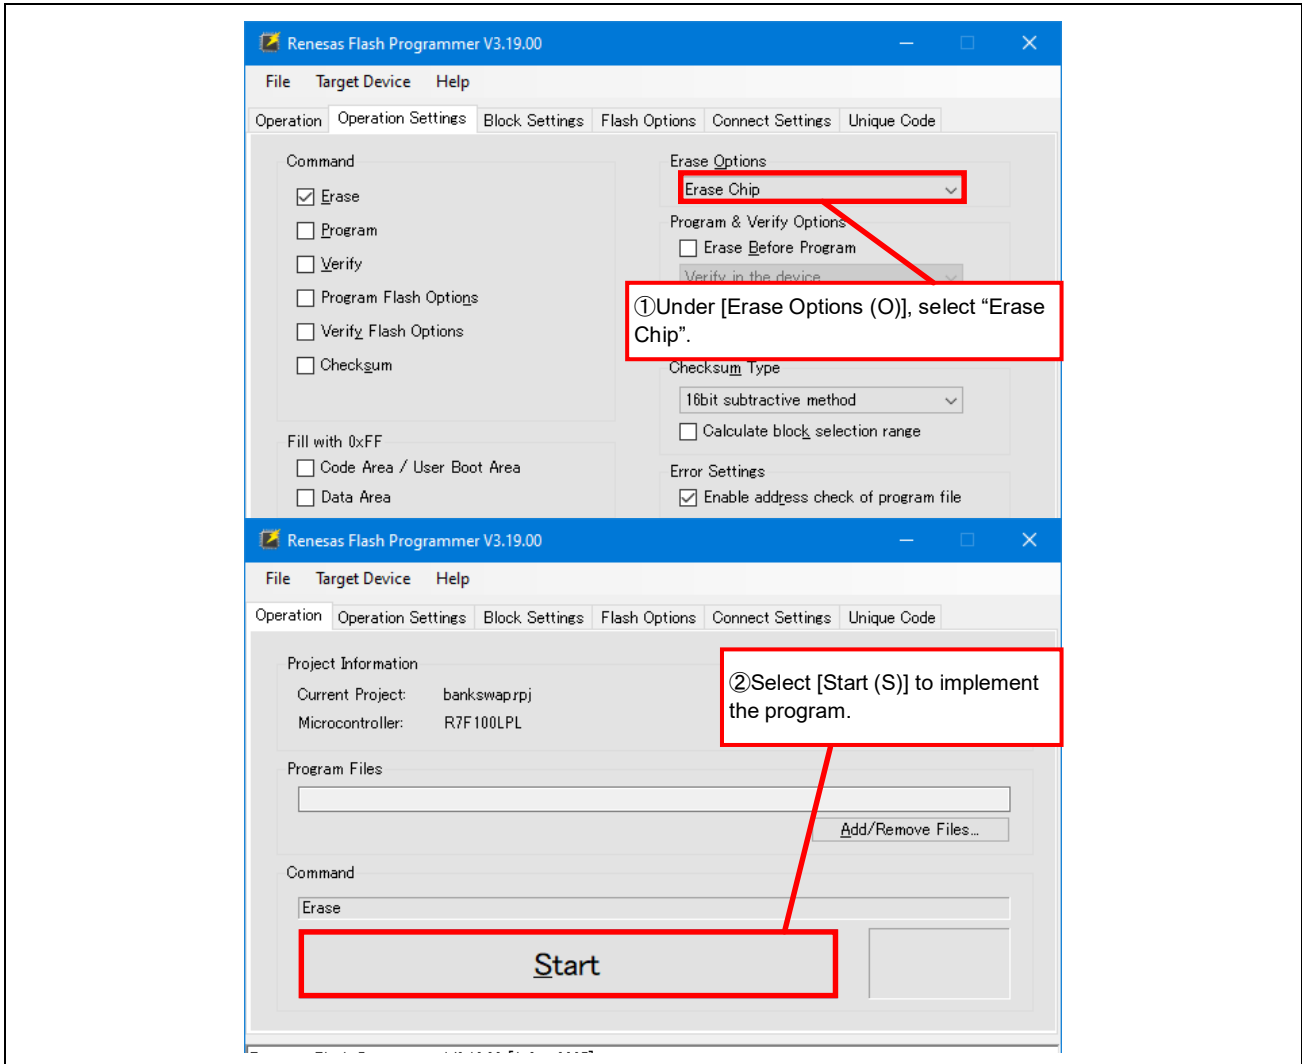 Renesas Flash Programmer V3.19.00
File Target Device Help
Operation Operation Settings Block Settings Flash Options Connect Settings Unique Code
Command
Erase
Program
Verify
Program Flash Options
Verify Flash Options
Checksum
Fill with 0xFF
Code Area / User Boot Area
Data Area
Erase Options
Erase Chip
Program & Verify Options
Erase Before Program
Verify in the device
①Under [Erase Options (O)], select “Erase
Chip”.
Checksum Type
16bit subtractive method
Calculate block selection range
Error Settings
Enable address check of program file
Renesas Flash Programmer V3.19.00
File Target Device Help
Operation Operation Settings Block Settings Flash Options Connect Settings Unique Code
Project Information
Current Project: bankswap.rpj
Microcontroller: R7F100LPL
②Select [Start (S)] to implement
the program.
Program Files
Add/Remove Files...
Command
Erase
Start